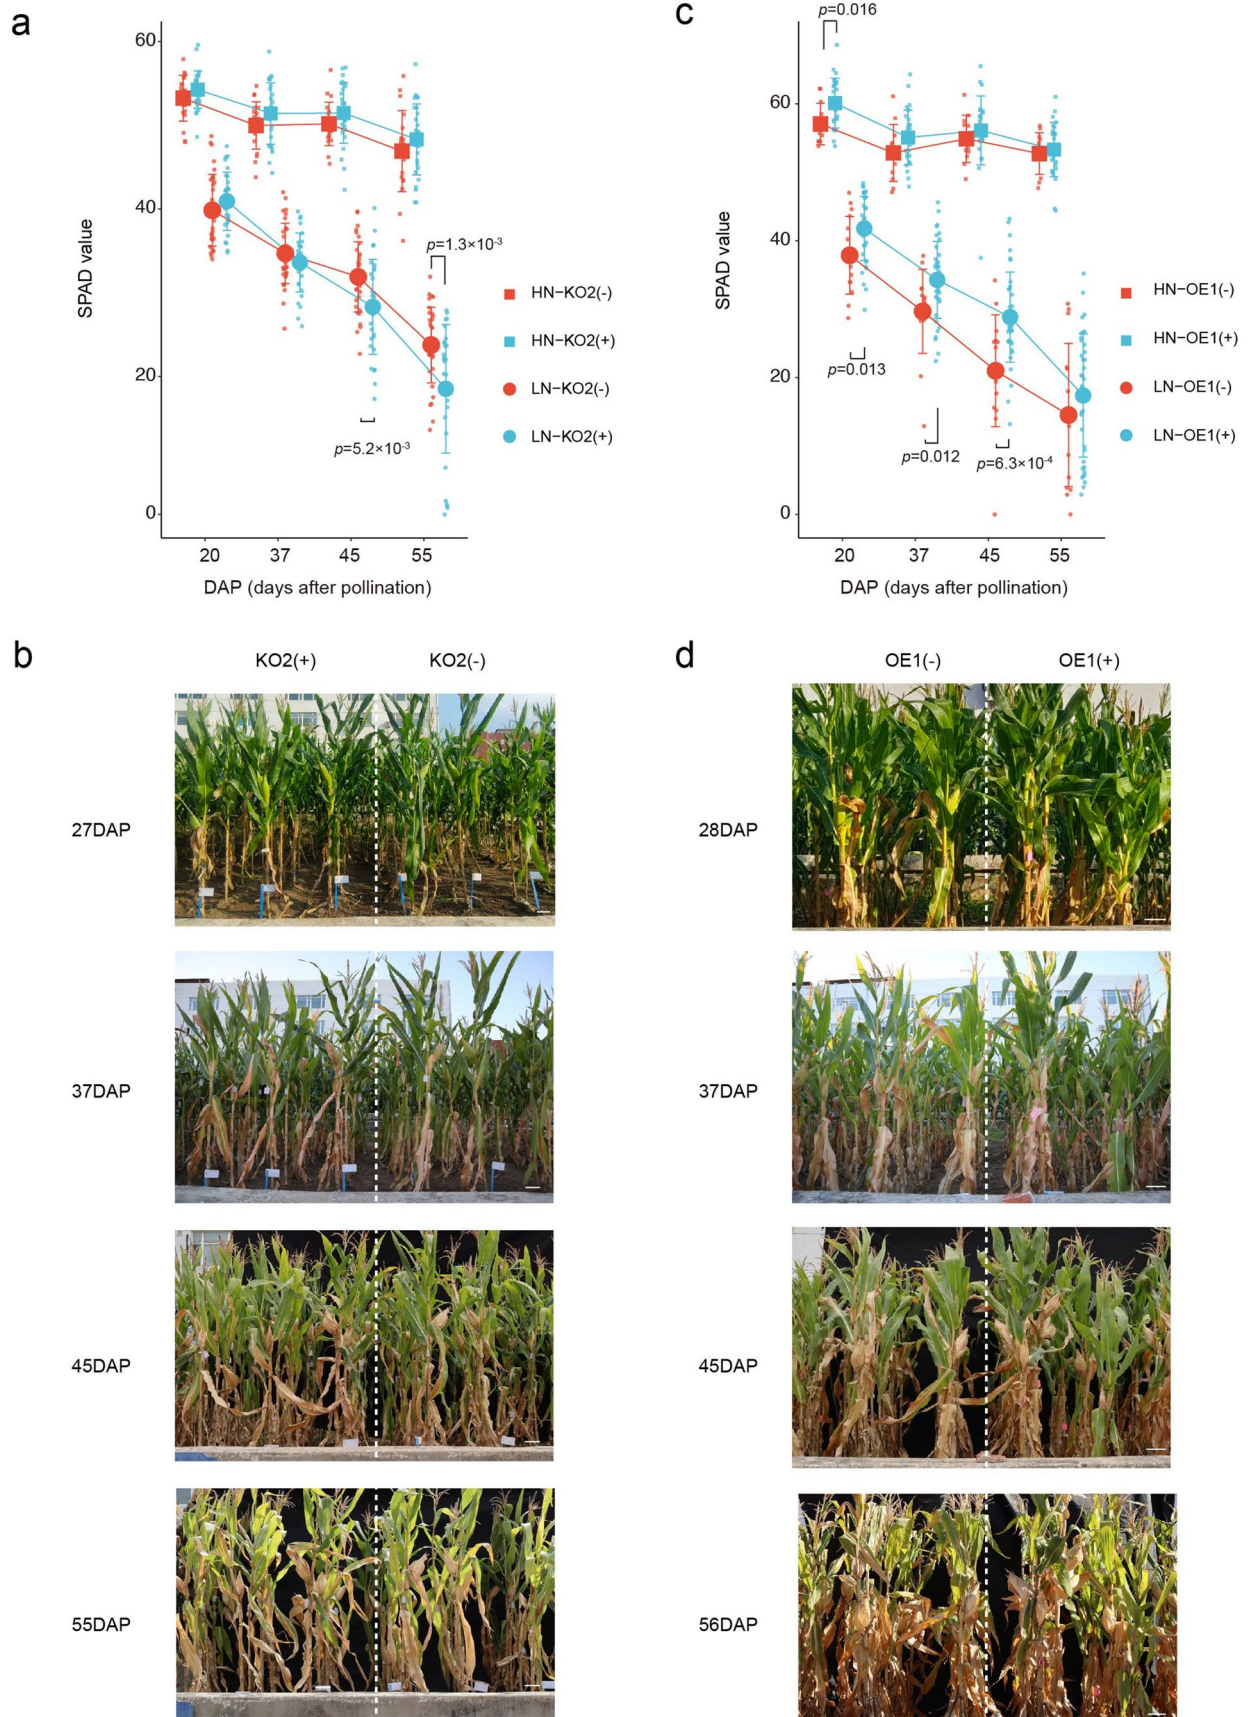 a
60
40
20
0
SPAD value
p=1.3×10-3
p=5.2×10-3
HN−KO2(-)
HN−KO2(+)
LN−KO2(-)
LN−KO2(+)
20 37 45 55
DAP (days after pollination)
c
p=0.016
60
40
20
0
SPAD value
p=0.013
p=0.012
p=6.3×10-4
HN−OE1(-)
HN−OE1(+)
LN−OE1(-)
LN−OE1(+)
20 37 45 55
DAP (days after pollination)
b
KO2(+) KO2(-)
27DAP
37DAP
45DAP
55DAP
d
OE1(-) OE1(+)
28DAP
37DAP
45DAP
56DAP